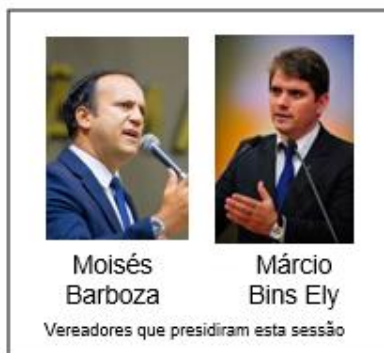 Moisés
Barboza
Márcio
Bins Ely
Vereadores que presidiram esta sessão